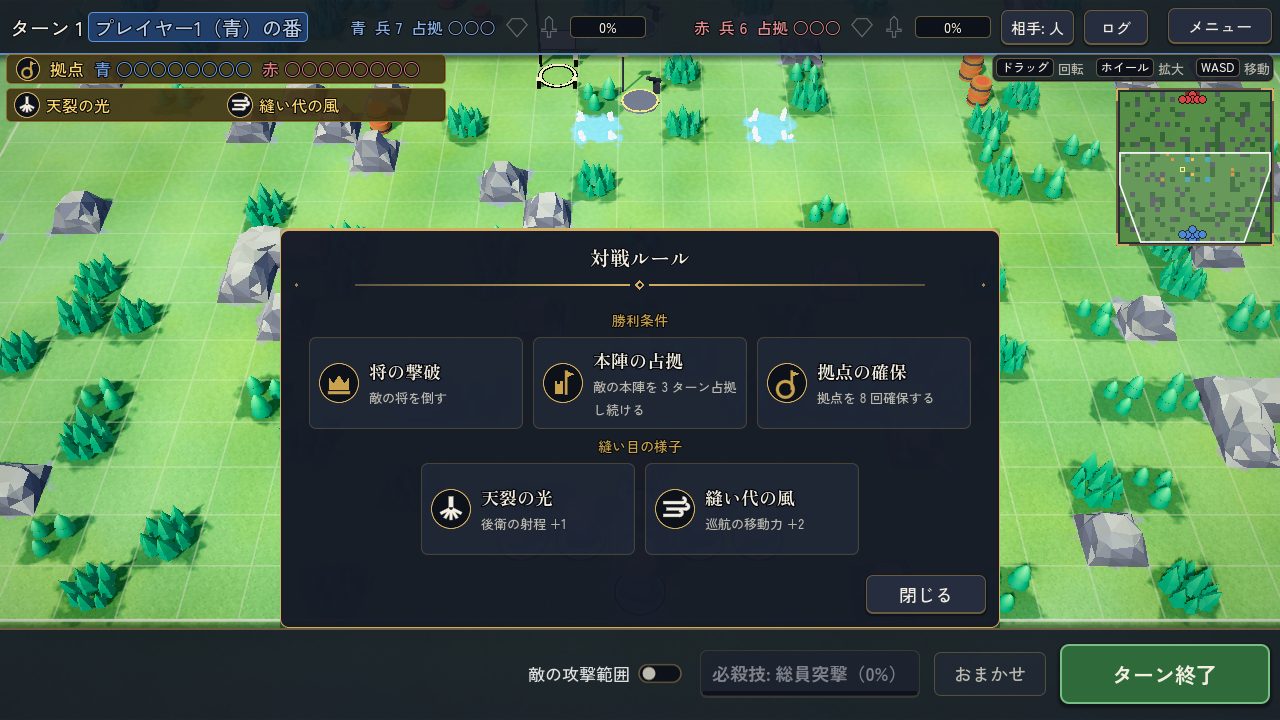 ターン 1 プレイヤー1（青）の番 青 兵 7 占拠 〇〇〇 0% 赤 兵 6 占拠 〇〇〇 0% 相手: 人 ログ メニュー
拠点 青 〇〇〇〇〇〇〇〇 赤 〇〇〇〇〇〇〇〇
ドラッグ 回転 ホイール 拡大 WASD 移動
天裂の光 縫い代の風
対戦ルール
勝利条件
将の撃破
敵の将を倒す
本陣の占拠
敵の本陣を 3 ターン占拠
し続ける
拠点の確保
拠点を 8 回確保する
縫い目の様子
天裂の光
後衛の射程 +1
縫い代の風
巡航の移動力 +2
閉じる
敵の攻撃範囲 必殺技: 総員突撃（0%） おまかせ ターン終了